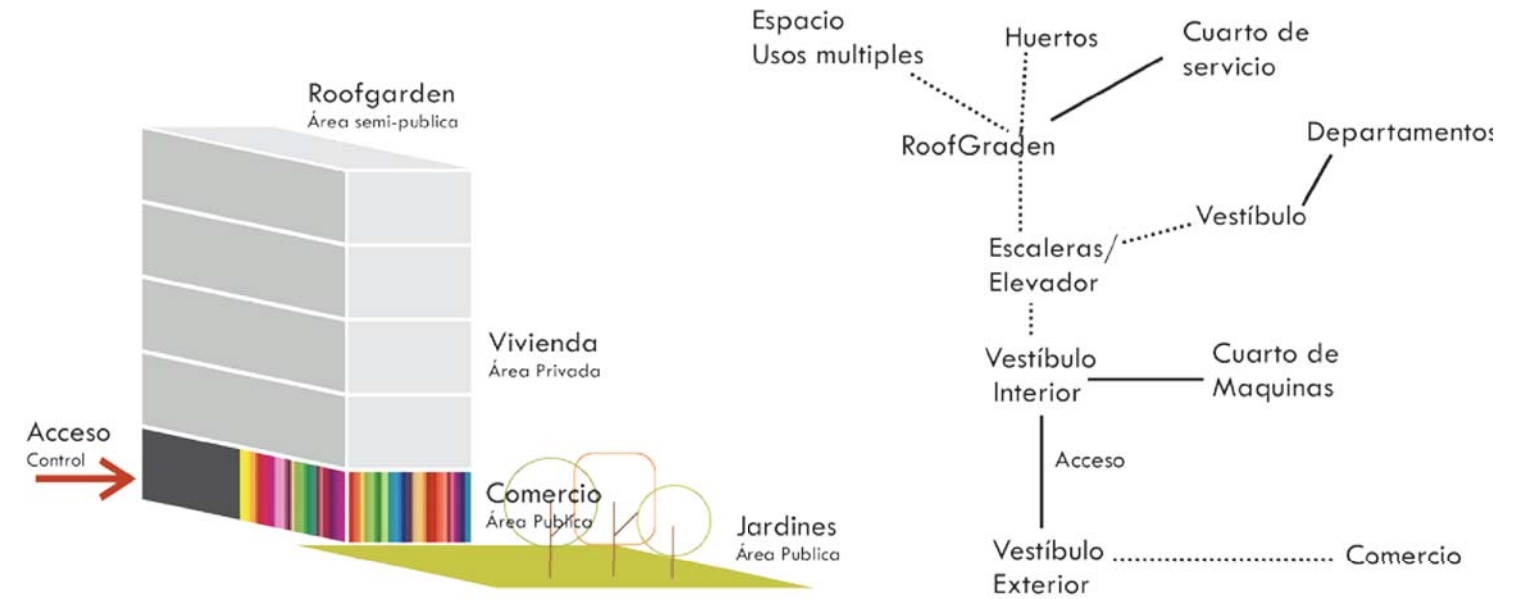 Roofgarden
Área semi-publica
Vivienda
Área Privada
Acceso
Control
Comercio
Área Publica
Jardines
Área Publica
Espacio
Usos multiples
Huertos
Cuarto de
servicio
RoofGraden
Departamentos
Vestíbulo
Escaleras/
Elevador
Vestíbulo
Interior
Cuarto de
Maquinas
Acceso
Vestíbulo
Exterior
Comercio